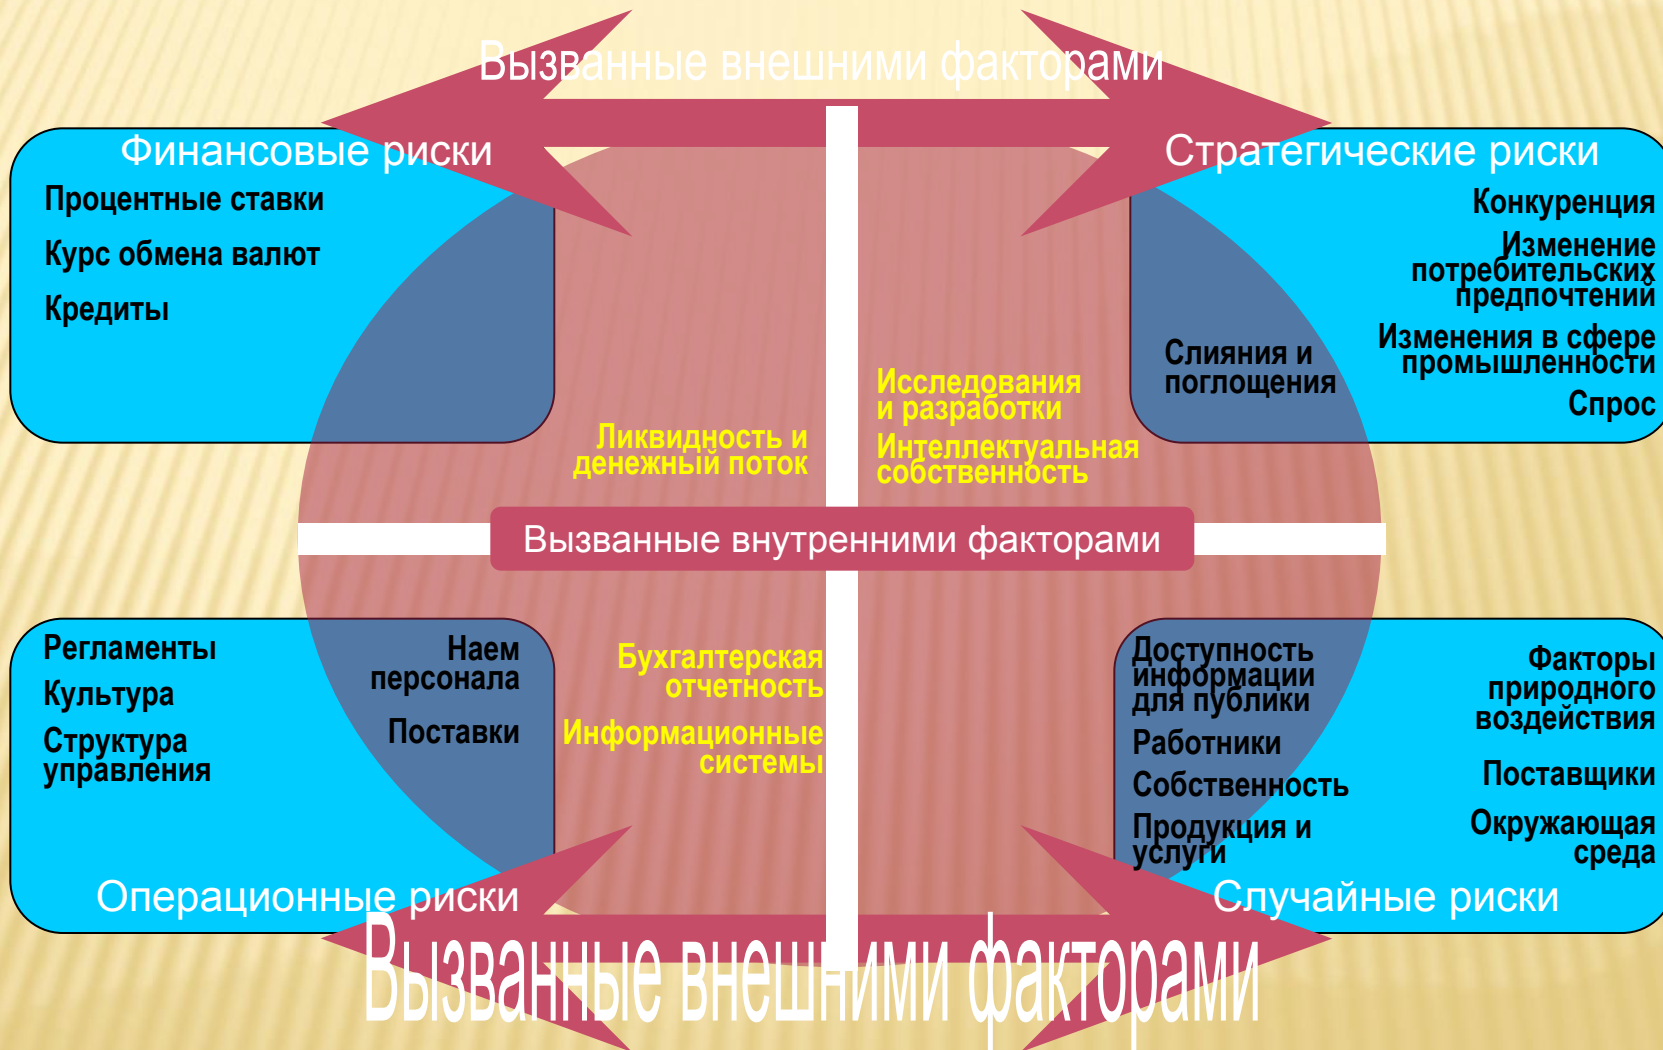 Вызванные внешними факторами
Финансовые риски
Процентные ставки
Курс обмена валют
Кредиты
Стратегические риски
Конкуренция
Изменение
потребительских
предпочтений
Изменения в сфере
промышленности
Спрос
Слияния и
поглощения
Ликвидность и
денежный поток
Исследования
и разработки
Интеллектуальная
собственность
Вызванные внутренними факторами
Регламенты
Культура
Структура
управления
Наем
персонала
Поставки
Бухгалтерская
отчетность
Информационные
системы
Операционные риски
Доступность
информации
для публики
Работники
Собственность
Продукция и
услуги
Факторы
природного
воздействия
Поставщики
Окружающая
среда
Случайные риски
Вызванные внешними факторами